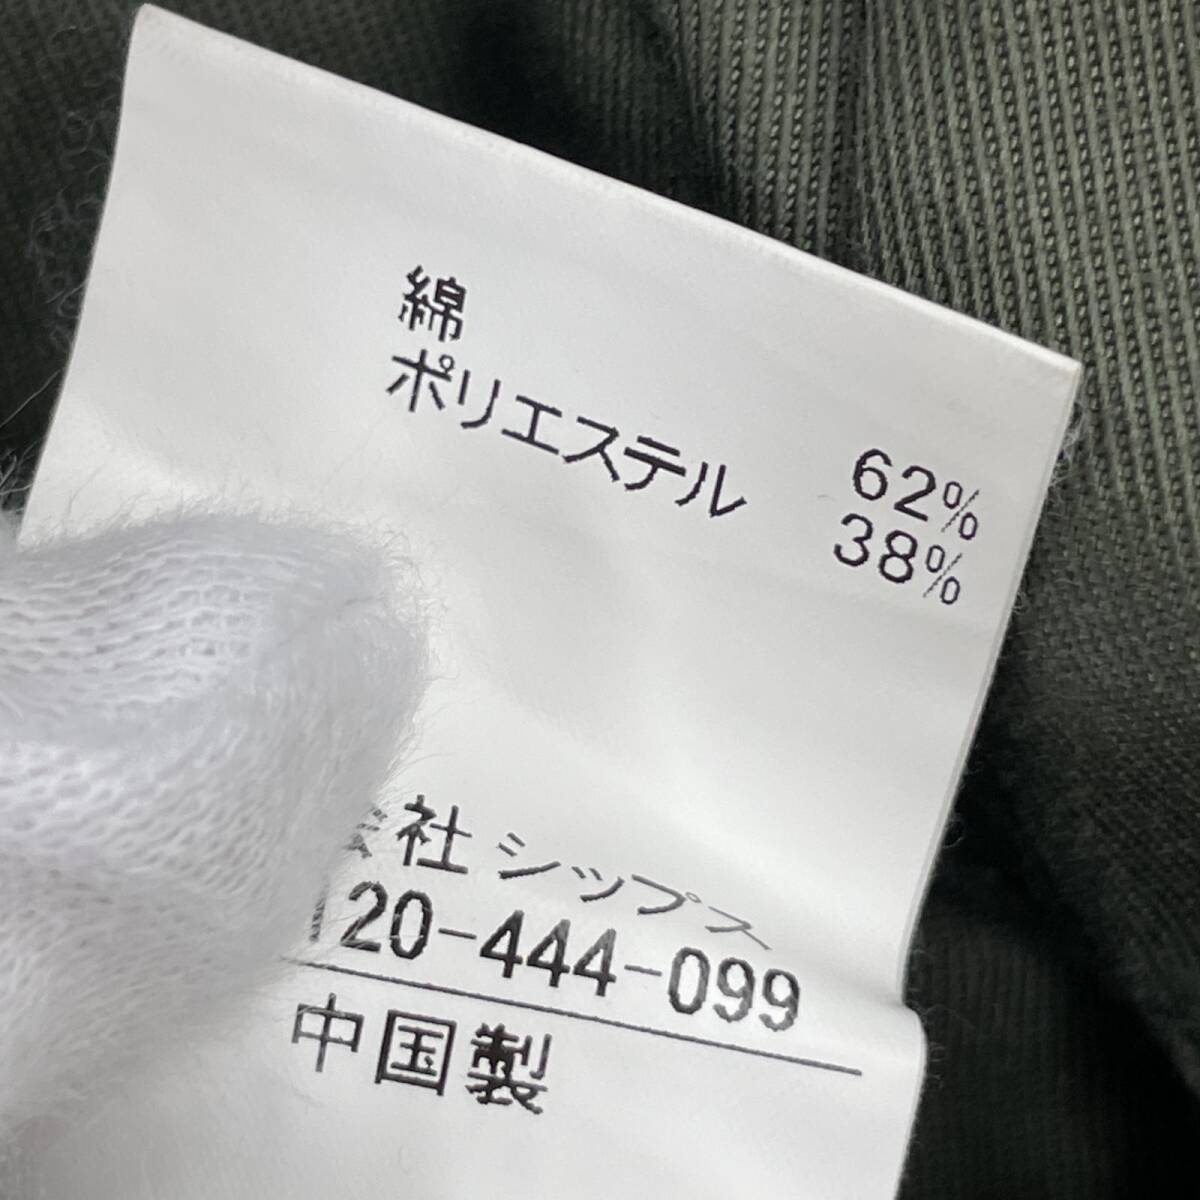 綿 62%
ポリエステル 38%
社 シップス
120-444-099
中国製